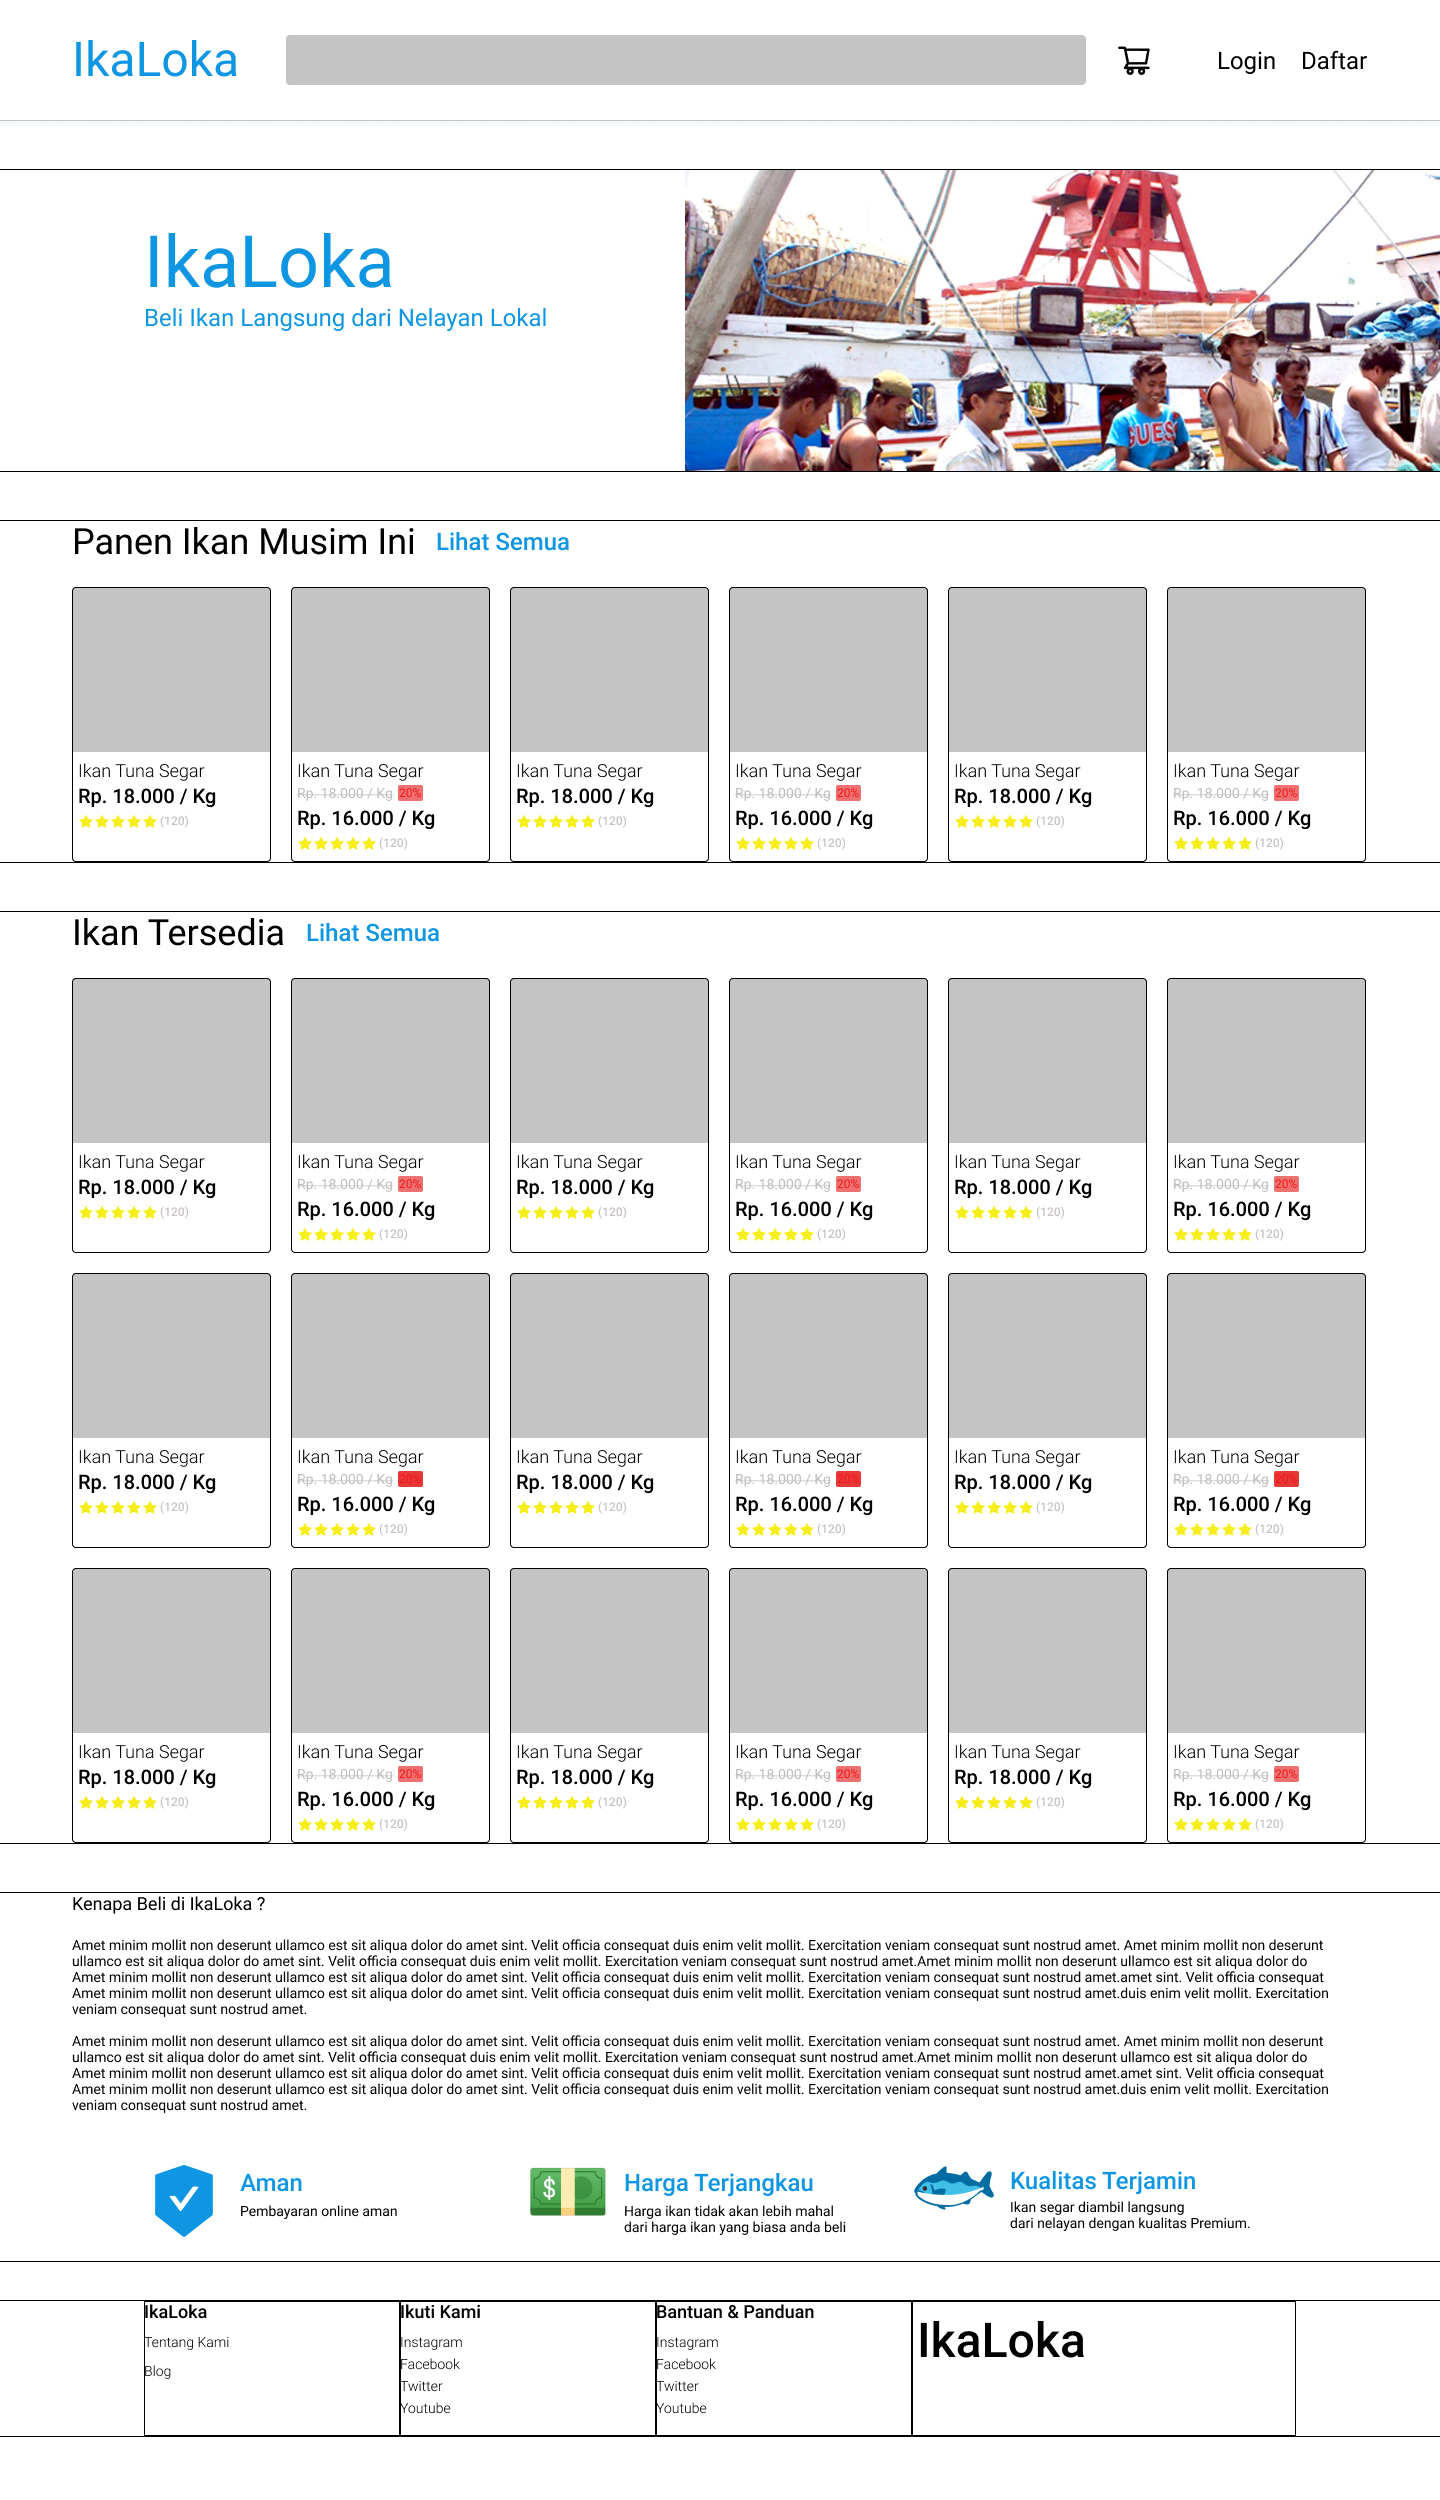 IkaLoka
Login Daftar
IkaLoka
Beli Ikan Langsung dari Nelayan Lokal
GUESS
Panen Ikan Musim Ini Lihat Semua
Ikan Tuna Segar Ikan Tuna Segar Ikan Tuna Segar Ikan Tuna Segar Ikan Tuna Segar Ikan Tuna Segar
Rp. 18.000 / Kg Rp. 18.000 / Kg 20% Rp. 18.000 / Kg Rp. 18.000 / Kg 20% Rp. 18.000 / Kg Rp. 18.000 / Kg 20%
Rp. 16.000 / Kg Rp. 16.000 / Kg Rp. 16.000 / Kg
(120) (120) (120) (120) (120) (120)
Ikan Tersedia Lihat Semua
Ikan Tuna Segar Ikan Tuna Segar Ikan Tuna Segar Ikan Tuna Segar Ikan Tuna Segar Ikan Tuna Segar
Rp. 18.000 / Kg Rp. 18.000 / Kg 20% Rp. 18.000 / Kg Rp. 18.000 / Kg 20% Rp. 18.000 / Kg Rp. 18.000 / Kg 20%
Rp. 16.000 / Kg Rp. 16.000 / Kg Rp. 16.000 / Kg
(120) (120) (120) (120) (120) (120)
Ikan Tuna Segar Ikan Tuna Segar Ikan Tuna Segar Ikan Tuna Segar Ikan Tuna Segar Ikan Tuna Segar
Rp. 18.000 / Kg Rp. 18.000 / Kg 20% Rp. 18.000 / Kg Rp. 18.000 / Kg 20% Rp. 18.000 / Kg Rp. 18.000 / Kg 20%
Rp. 16.000 / Kg Rp. 16.000 / Kg Rp. 16.000 / Kg
(120) (120) (120) (120) (120) (120)
Ikan Tuna Segar Ikan Tuna Segar Ikan Tuna Segar Ikan Tuna Segar Ikan Tuna Segar Ikan Tuna Segar
Rp. 18.000 / Kg Rp. 18.000 / Kg 20% Rp. 18.000 / Kg Rp. 18.000 / Kg 20% Rp. 18.000 / Kg Rp. 18.000 / Kg 20%
Rp. 16.000 / Kg Rp. 16.000 / Kg Rp. 16.000 / Kg
(120) (120) (120) (120) (120) (120)
Kenapa Beli di IkaLoka ?
Amet minim mollit non deserunt ullamco est sit aliqua dolor do amet sint. Velit officia consequat duis enim velit mollit. Exercitation veniam consequat sunt nostrud amet. Amet minim mollit non deserunt
ullamco est sit aliqua dolor do amet sint. Velit officia consequat duis enim velit mollit. Exercitation veniam consequat sunt nostrud amet.Amet minim mollit non deserunt ullamco est sit aliqua dolor do
Amet minim mollit non deserunt ullamco est sit aliqua dolor do amet sint. Velit officia consequat duis enim velit mollit. Exercitation veniam consequat sunt nostrud amet.amet sint. Velit officia consequat
Amet minim mollit non deserunt ullamco est sit aliqua dolor do amet sint. Velit officia consequat duis enim velit mollit. Exercitation veniam consequat sunt nostrud amet.duis enim velit mollit. Exercitation
veniam consequat sunt nostrud amet.
Amet minim mollit non deserunt ullamco est sit aliqua dolor do amet sint. Velit officia consequat duis enim velit mollit. Exercitation veniam consequat sunt nostrud amet. Amet minim mollit non deserunt
ullamco est sit aliqua dolor do amet sint. Velit officia consequat duis enim velit mollit. Exercitation veniam consequat sunt nostrud amet.Amet minim mollit non deserunt ullamco est sit aliqua dolor do
Amet minim mollit non deserunt ullamco est sit aliqua dolor do amet sint. Velit officia consequat duis enim velit mollit. Exercitation veniam consequat sunt nostrud amet.amet sint. Velit officia consequat
Amet minim mollit non deserunt ullamco est sit aliqua dolor do amet sint. Velit officia consequat duis enim velit mollit. Exercitation veniam consequat sunt nostrud amet.duis enim velit mollit. Exercitation
veniam consequat sunt nostrud amet.
Aman
Pembayaran online aman
$
Harga Terjangkau
Harga ikan tidak akan lebih mahal
dari harga ikan yang biasa anda beli
Kualitas Terjamin
Ikan segar diambil langsung
dari nelayan dengan kualitas Premium.
IkaLoka
Tentang Kami
Blog
Ikuti Kami
Instagram
Facebook
Twitter
Youtube
Bantuan & Panduan
Instagram
Facebook
Twitter
Youtube
IkaLoka